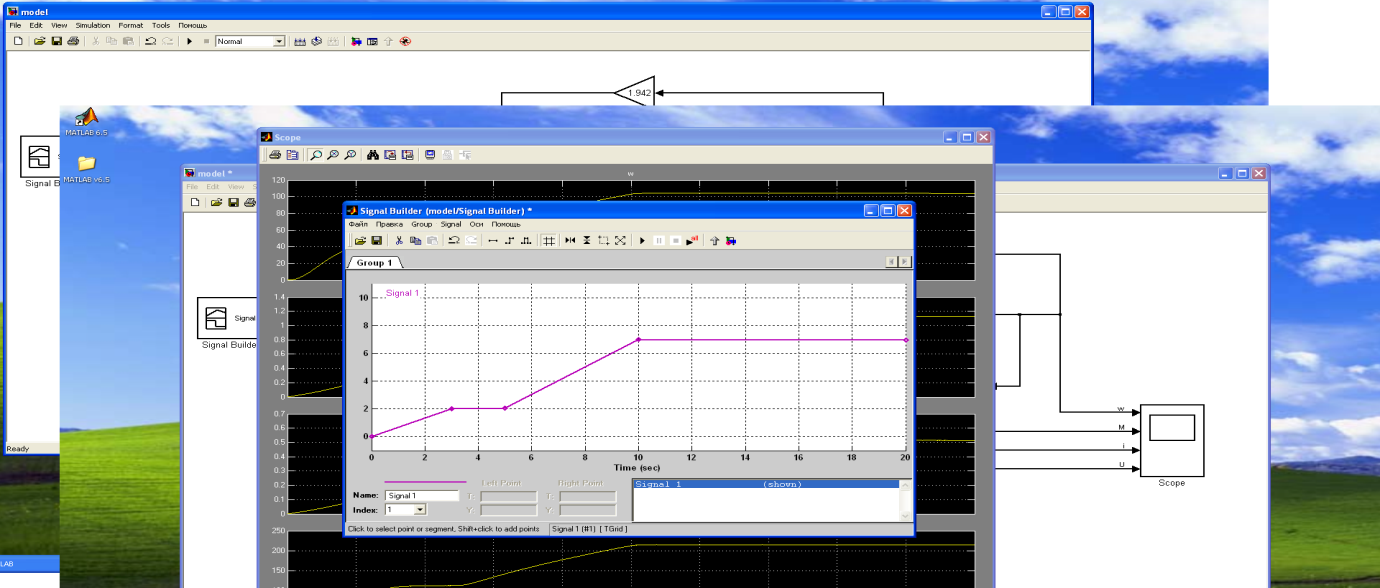 model
File Edit View Simulation Format Tools Помощь
Normal
1.942
Signal B
Ready
LAB
MATLAB 6.5
MATLAB v6.5
model *
File Edit View S
Signal
Signal Builde
Scope
w
120
100
80
60
40
20
0
1.4
1.2
1
0.8
0.6
0.4
0.2
0
0.7
0.6
0.5
0.4
0.3
0.2
0.1
0
250
200
150
Signal Builder (model/Signal Builder) *
Файл Правка Group Signal Оси Помощь
all
Group 1
Signal 1
10
8
6
4
2
0
0 2 4 6 8 10 12 14 16 18 20
Time (sec)
Left Point Right Point
Name: Signal 1 T: T:
Index: 1 Y: Y:
Signal 1 (shown)
Click to select point or segment, Shift+click to add points Signal 1 (#1) [ TGrid ]
w
M
i
U
Scope